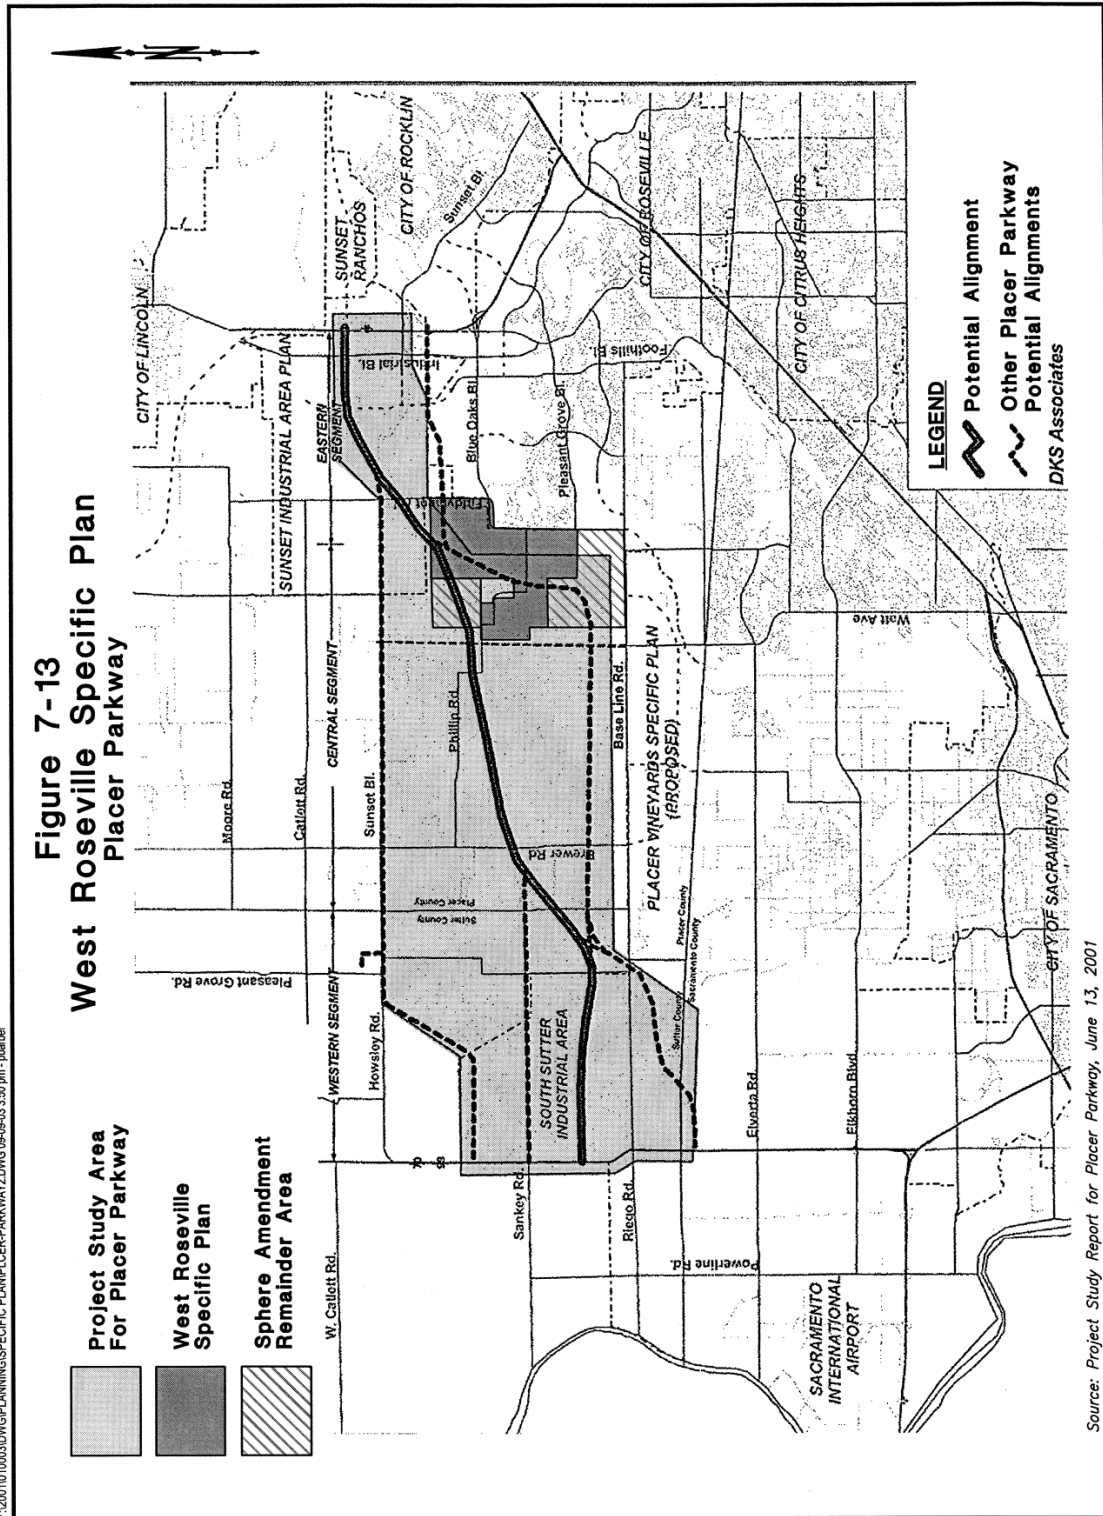 Figure 7-13
West Roseville Specific Plan
Placer Parkway
Project Study Area
For Placer Parkway
West Roseville
Specific Plan
Sphere Amendment
Remainder Area
N
CITY OF LINCOLN
SUNSET INDUSTRIAL AREA PLAN
SUNSET
RANCHOS
CITY OF ROCKLIN
Sunset Bl.
EASTERN
SEGMENT
Industrial Bl.
Blue Oaks Bl.
Pleasant Grove Bl.
Foothills Bl.
CITY OF ROSEVILLE
CITY OF CITRUS HEIGHTS
Moore Rd.
Catlett Rd.
Sunset Bl.
CENTRAL SEGMENT
Phillip Rd.
Base Line Rd.
Brewer Rd.
PLACER VINEYARDS SPECIFIC PLAN
(PROPOSED)
Watt Ave
Placer County
Sutter County
Placer County
Sacramento County
Sutter County
Pleasant Grove Rd.
WESTERN SEGMENT
Howsley Rd.
SOUTH SUTTER
INDUSTRIAL AREA
W. Catlett Rd.
70
Sankey Rd.
Riego Rd.
Elverta Rd.
Elkhorn Blvd.
Powerline Rd.
SACRAMENTO
INTERNATIONAL
AIRPORT
CITY OF SACRAMENTO
LEGEND
Potential Alignment
Other Placer Parkway
Potential Alignments
DKS Associates
Source: Project Study Report for Placer Parkway, June 13, 2001